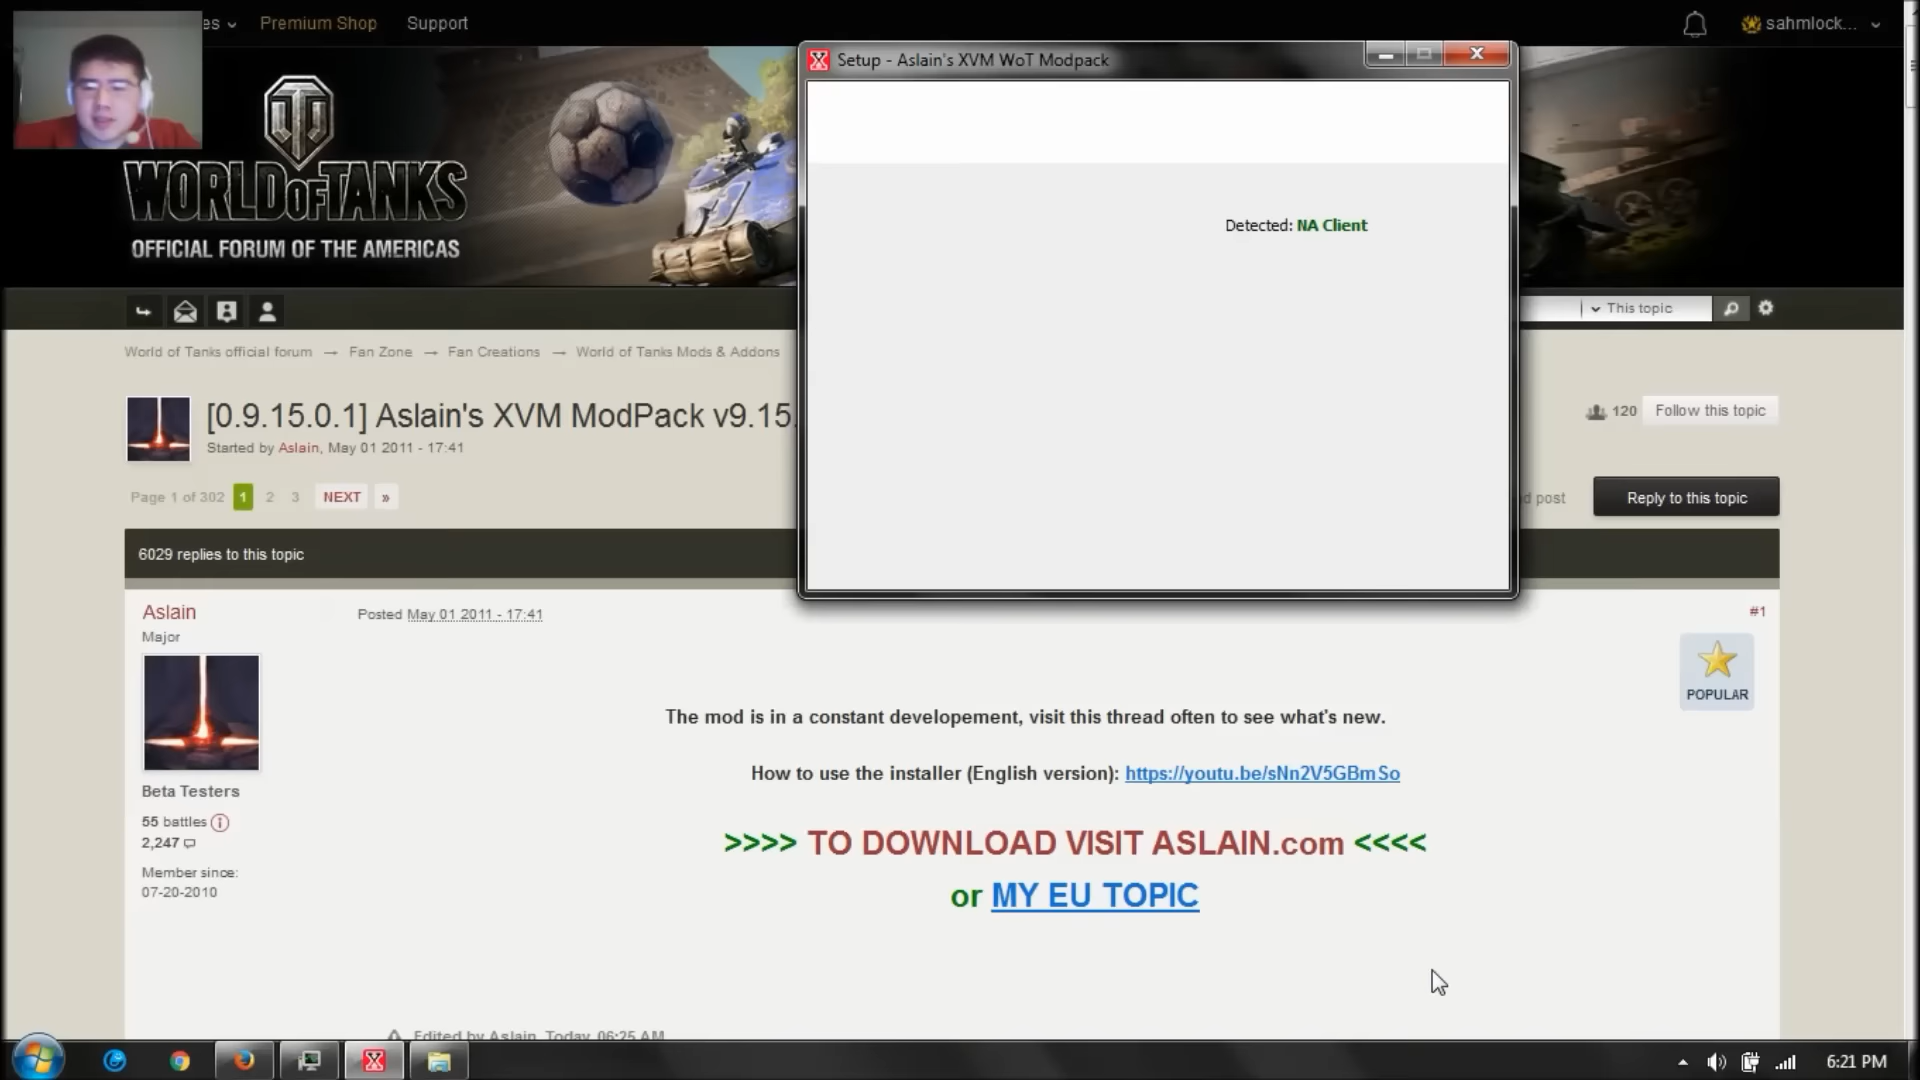 es
Premium Shop
Support
sahmlock...
Setup - Aslain's XVM WoT Modpack
Detected: NA Client
WORLD OF TANKS
OFFICIAL FORUM OF THE AMERICAS
This topic
World of Tanks official forum → Fan Zone → Fan Creations → World of Tanks Mods & Addons
[0.9.15.0.1] Aslain's XVM ModPack v9.15.
Started by Aslain, May 01 2011 - 17:41
120
Follow this topic
Page 1 of 302 1 2 3 NEXT »
d post
Reply to this topic
6029 replies to this topic
Aslain
Posted May 01 2011 - 17:41
#1
Major
POPULAR
The mod is in a constant developement, visit this thread often to see what's new.
How to use the installer (English version): https://youtu.be/sNn2V5GBmSo
Beta Testers
55 battles
2,247
>>>> TO DOWNLOAD VISIT ASLAIN.com <<<<
Member since:
07-20-2010
or MY EU TOPIC
Edited by Aslain, Today, 06:25 AM
6:21 PM